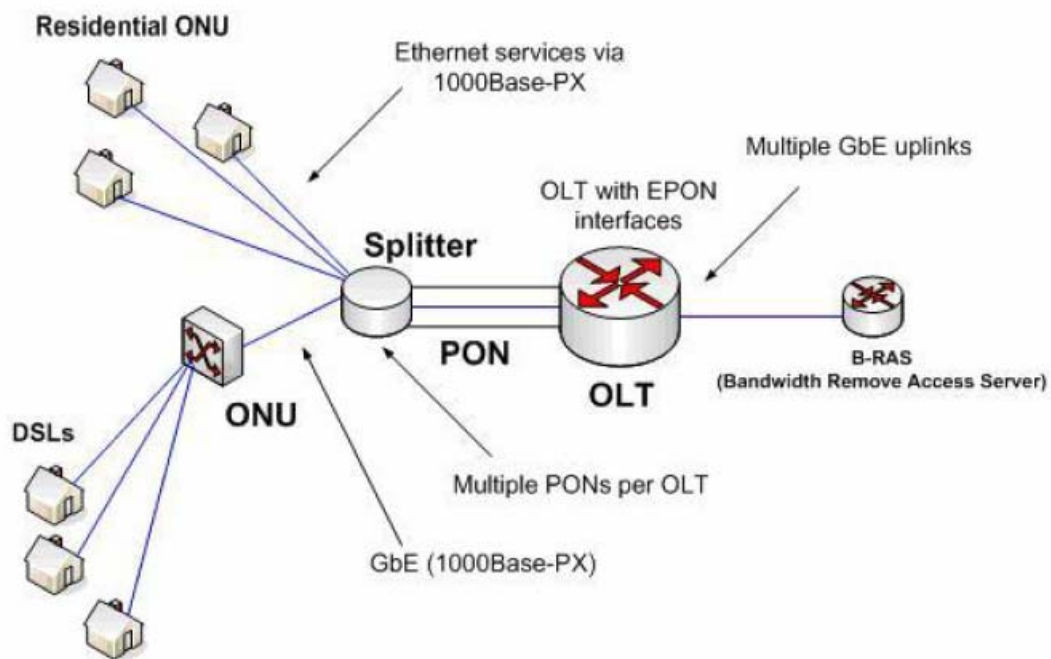 Residential ONU
Ethernet services via
1000Base-PX
Multiple GbE uplinks
OLT with EPON
interfaces
Splitter
PON
OLT
B-RAS
(Bandwidth Remove Access Server)
ONU
DSLs
Multiple PONs per OLT
GbE (1000Base-PX)